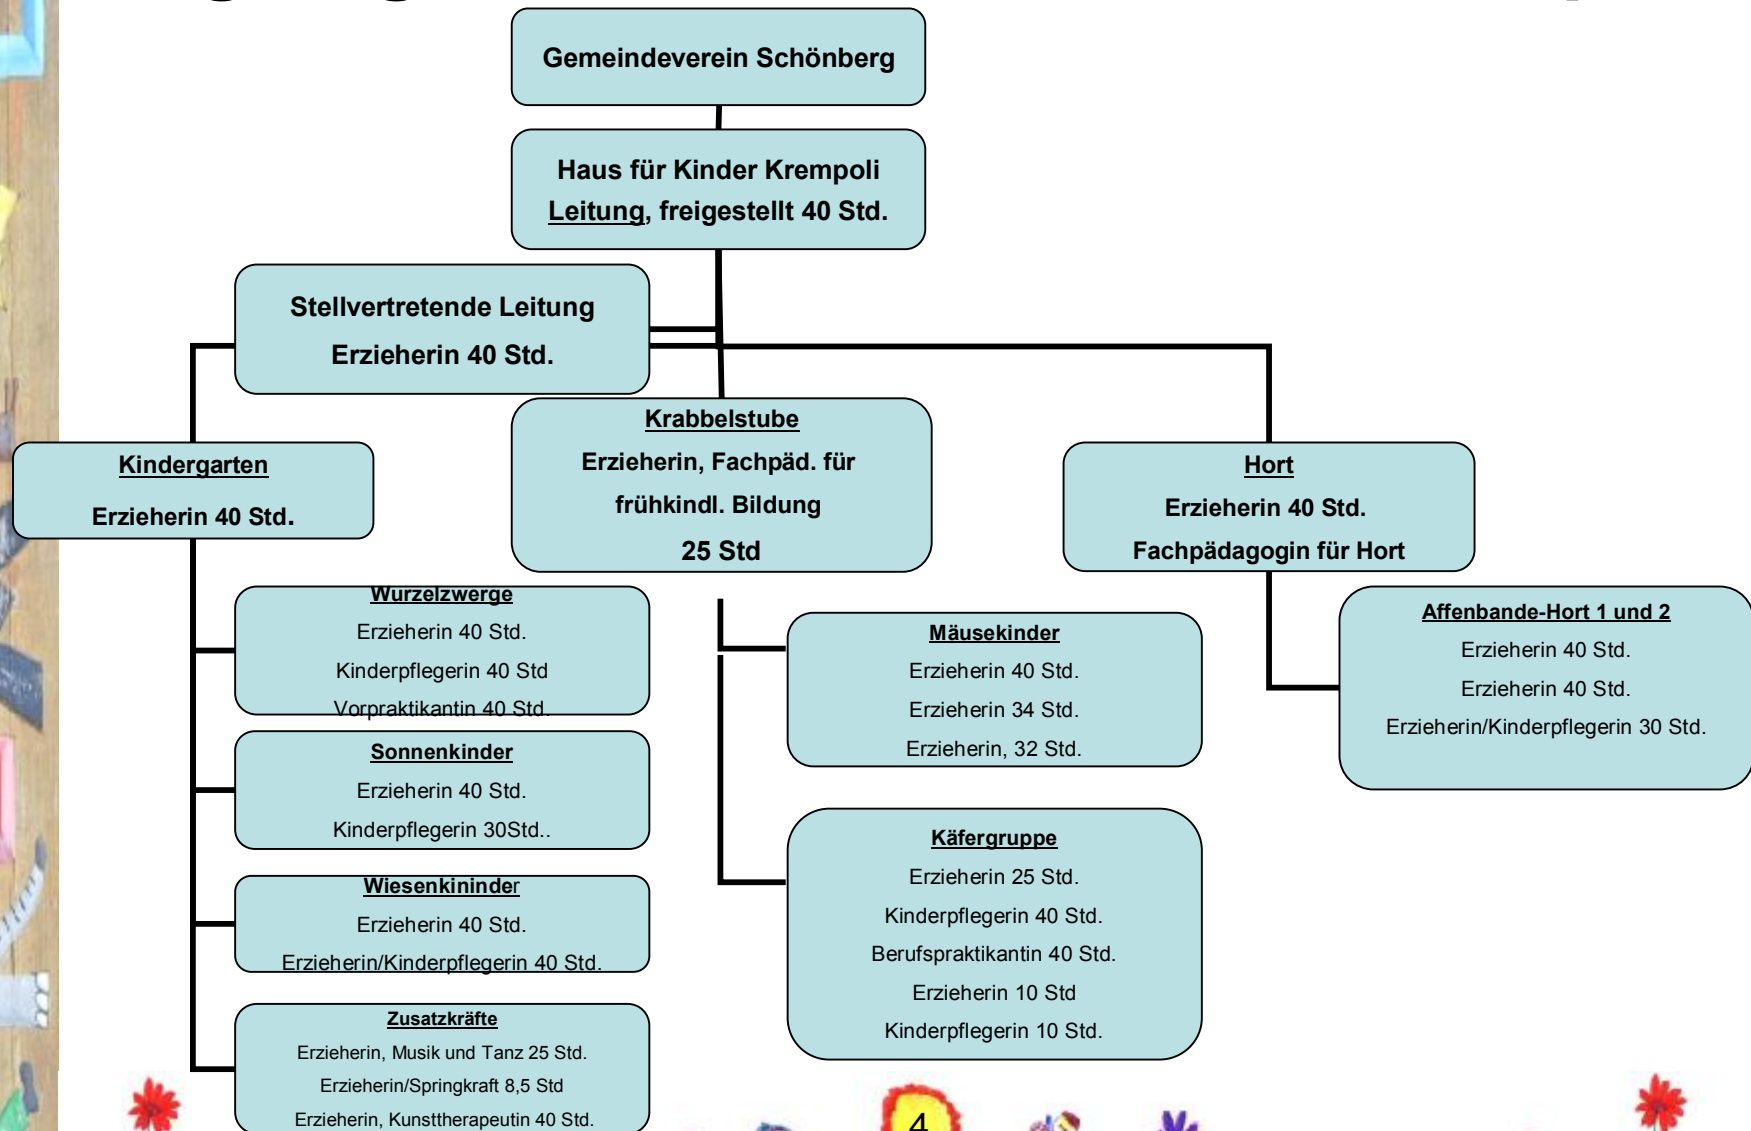 Gemeindeverein Schönberg
Haus für Kinder Krempoli
Leitung, freigestellt 40 Std.
Stellvertretende Leitung
Erzieherin 40 Std.
Kindergarten
Erzieherin 40 Std.
Krabbelstube
Erzieherin, Fachpäd. für
frühkindl. Bildung
25 Std
Hort
Erzieherin 40 Std.
Fachpädagogin für Hort
Wurzelzwerge
Erzieherin 40 Std.
Kinderpflegerin 40 Std
Vorpraktikantin 40 Std.
Sonnenkinder
Erzieherin 40 Std.
Kinderpflegerin 30Std..
Wiesenkininder
Erzieherin 40 Std.
Erzieherin/Kinderpflegerin 40 Std.
Zusatzkräfte
Erzieherin, Musik und Tanz 25 Std.
Erzieherin/Springkraft 8,5 Std
Erzieherin, Kunsttherapeutin 40 Std.
Mäusekinder
Erzieherin 40 Std.
Erzieherin 34 Std.
Erzieherin, 32 Std.
Käfergruppe
Erzieherin 25 Std.
Kinderpflegerin 40 Std.
Berufspraktikantin 40 Std.
Erzieherin 10 Std
Kinderpflegerin 10 Std.
Affenbande-Hort 1 und 2
Erzieherin 40 Std.
Erzieherin 40 Std.
Erzieherin/Kinderpflegerin 30 Std.
4